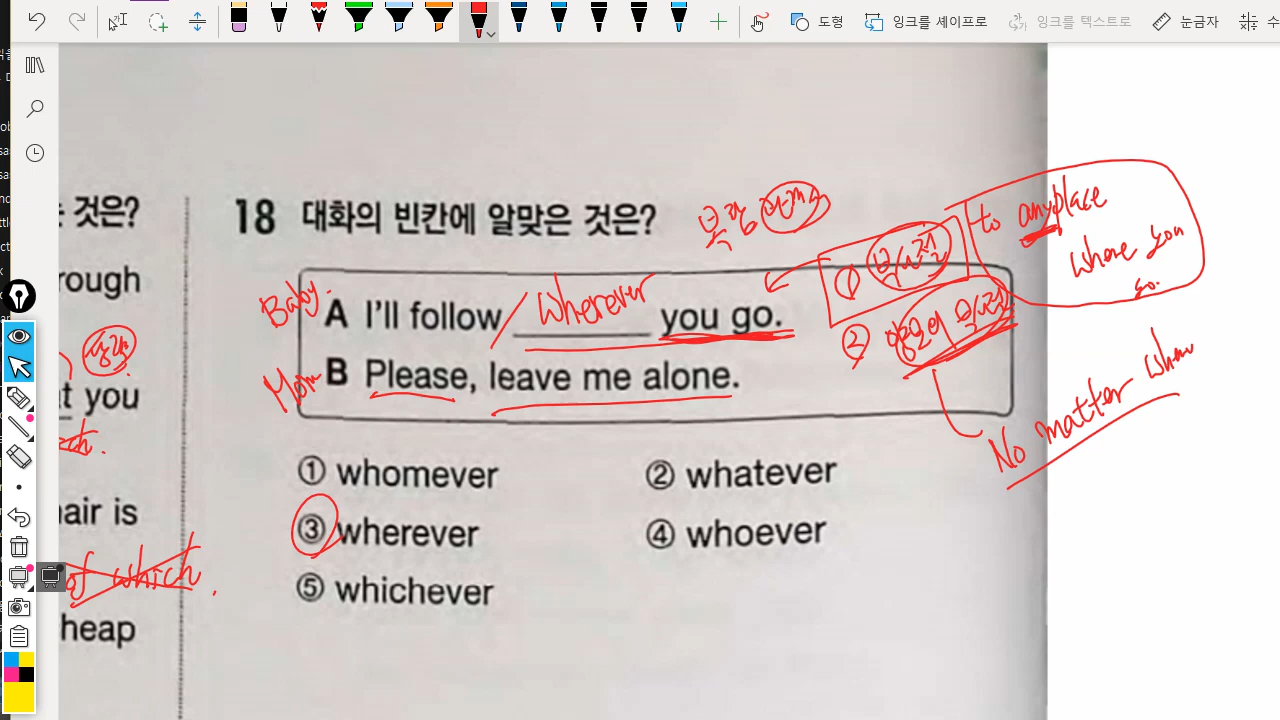 도형
잉크를 셰이프로
잉크를 텍스트로
눈금자
수
것은?
rough
생략
t you
ch.
air is
of which.
heap
18 대화의 빈칸에 알맞은 것은?
복합
Baby.
A I'll follow wherever you go.
Mom
B Please, leave me alone.
① 부사절
② 양보의 부사절
to anyplace
where you
go.
No matter where
① whomever
② whatever
③ wherever
④ whoever
⑤ whichever